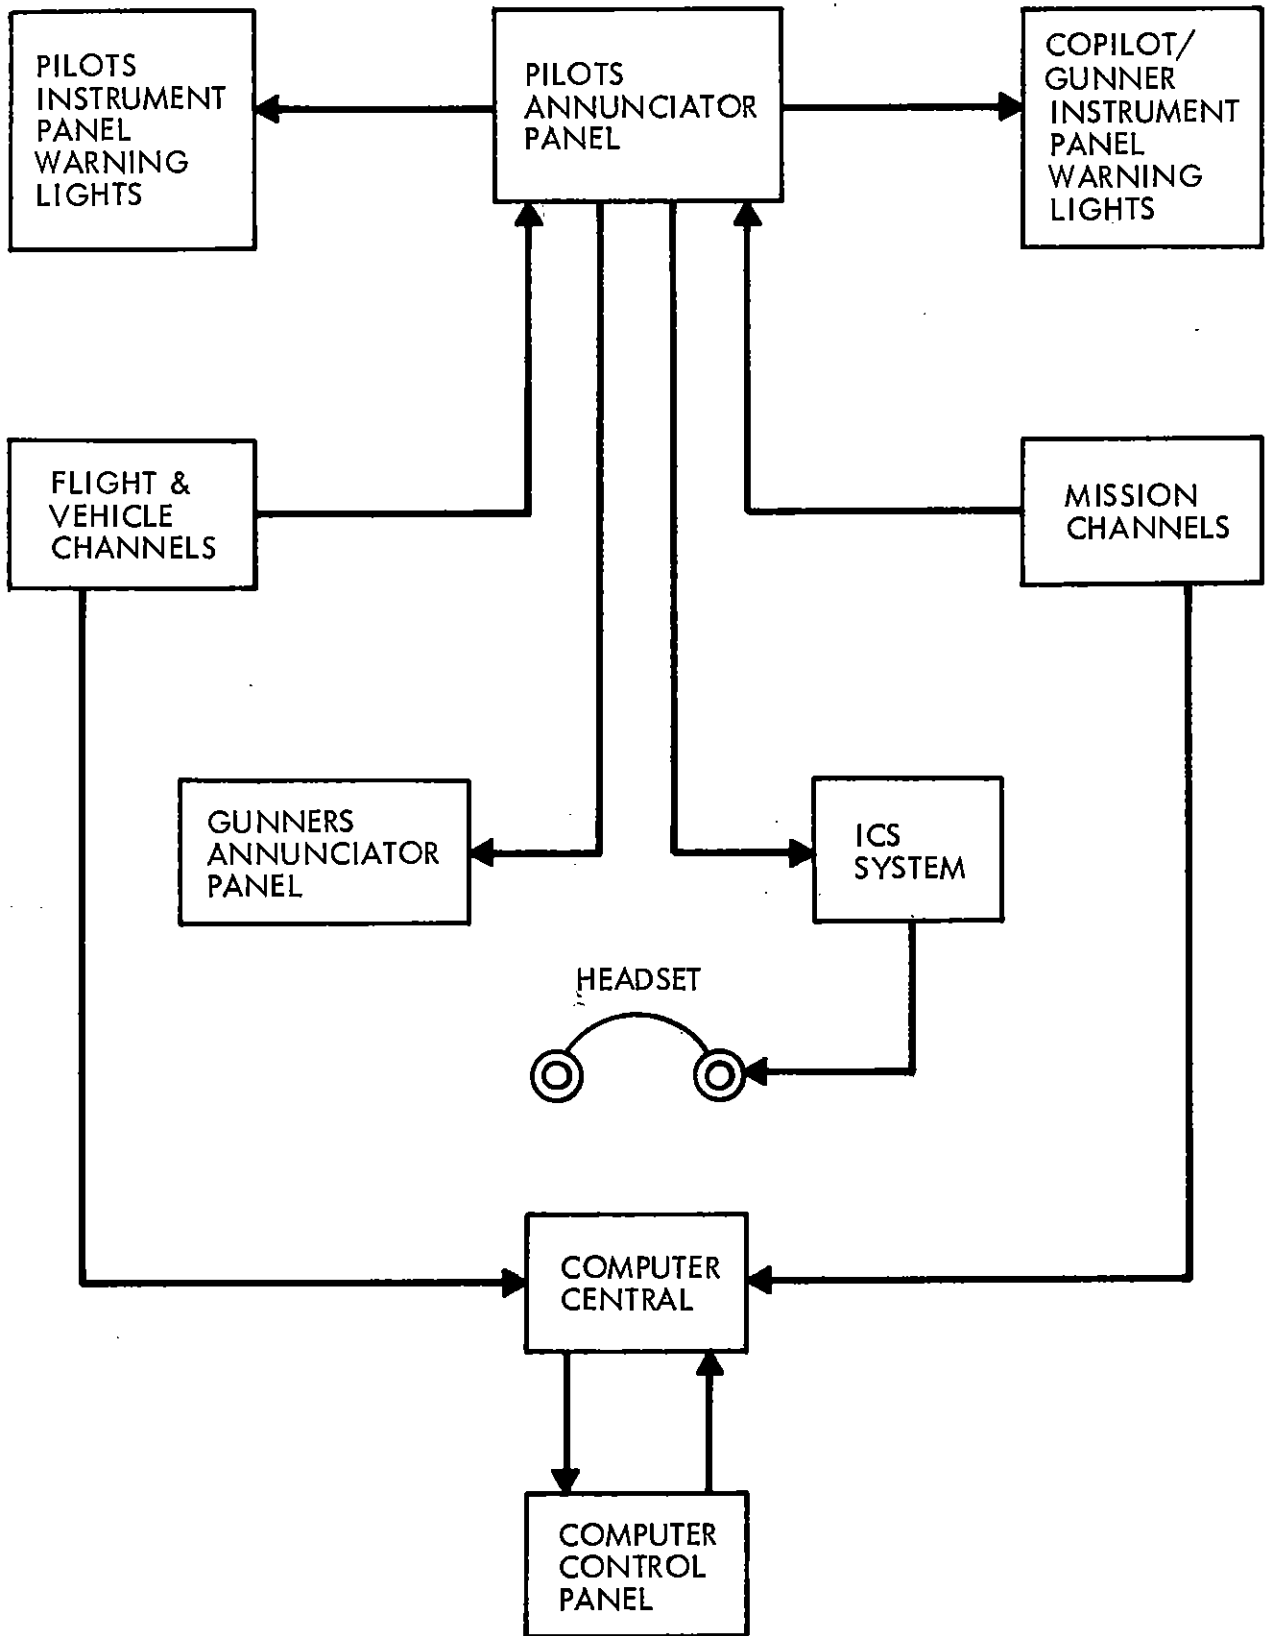 PILOTS
INSTRUMENT
PANEL
WARNING
LIGHTS
PILOTS
ANNUNCIATOR
PANEL
COPILOT/
GUNNER
INSTRUMENT
PANEL
WARNING
LIGHTS
FLIGHT &
VEHICLE
CHANNELS
MISSION
CHANNELS
GUNNERS
ANNUNCIATOR
PANEL
ICS
SYSTEM
HEADSET
COMPUTER
CENTRAL
COMPUTER
CONTROL
PANEL